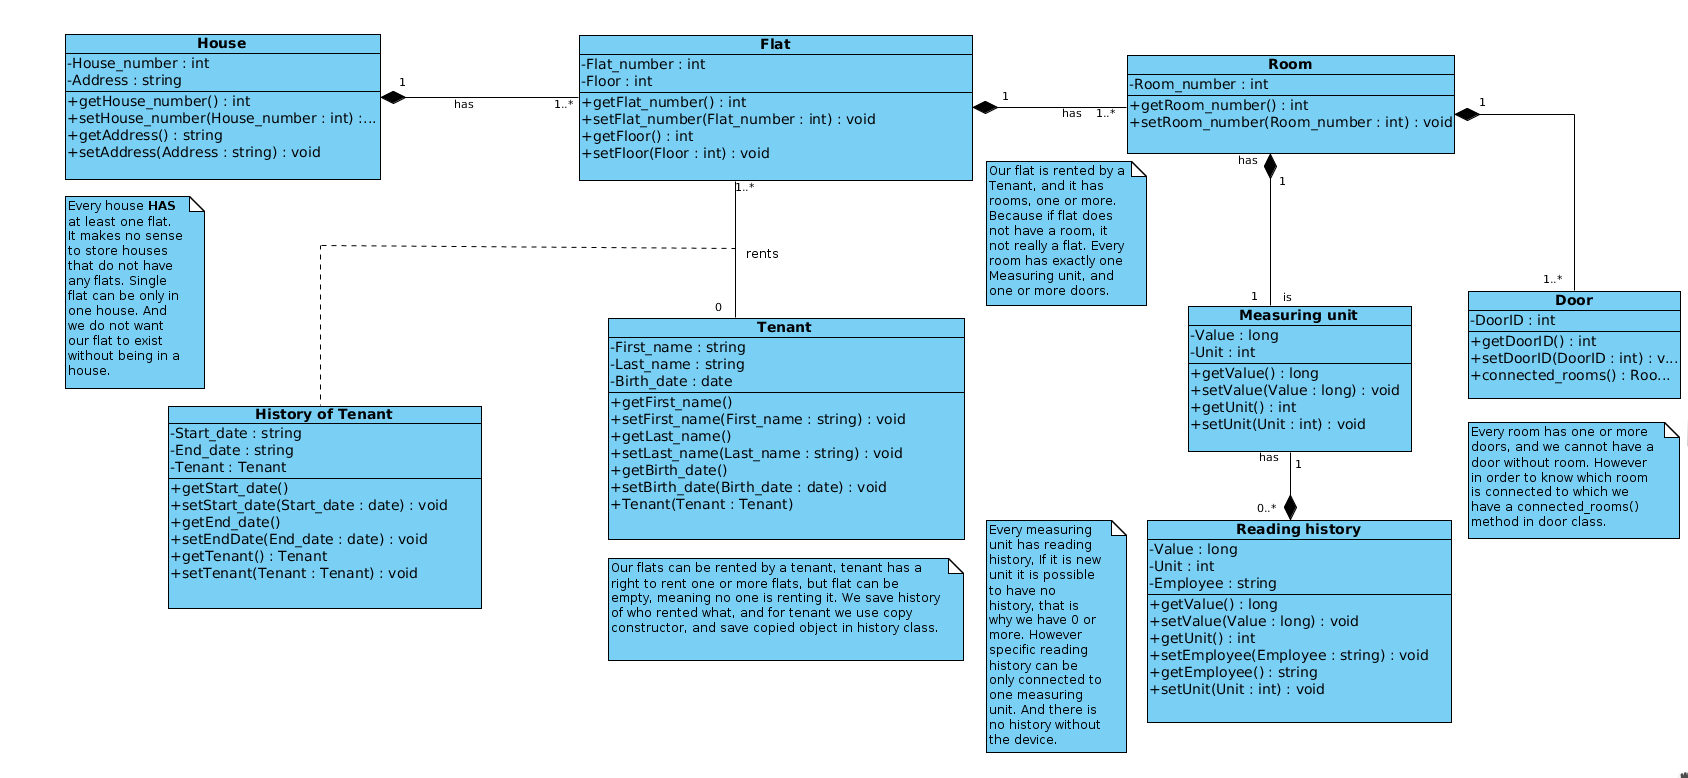 House
-House_number : int
-Address : string
+getHouse_number() : int
+setHouse_number(House_number : int) :...
+getAddress() : string
+setAddress(Address : string) : void
1
has
1..*
Flat
-Flat_number : int
-Floor : int
+getFlat_number() : int
+setFlat_number(Flat_number : int) : void
+getFloor() : int
+setFloor(Floor : int) : void
1
has
1..*
Room
-Room_number : int
+getRoom_number() : int
+setRoom_number(Room_number : int) : void
1
1..*
has
1
1
is
1..*
rents
0
Every house HAS
at least one flat.
It makes no sense
to store houses
that do not have
any flats. Single
flat can be only in
one house. And
we do not want
our flat to exist
without being in a
house.
Our flat is rented by a
Tenant, and it has
rooms, one or more.
Because if flat does
not have a room, it
not really a flat. Every
room has exactly one
Measuring unit, and
one or more doors.
History of Tenant
-Start_date : string
-End_date : string
-Tenant : Tenant
+getStart_date()
+setStart_date(Start_date : date) : void
+getEnd_date()
+setEndDate(End_date : date) : void
+getTenant() : Tenant
+setTenant(Tenant : Tenant) : void
Tenant
-First_name : string
-Last_name : string
-Birth_date : date
+getFirst_name()
+setFirst_name(First_name : string) : void
+getLast_name()
+setLast_name(Last_name : string) : void
+getBirth_date()
+setBirth_date(Birth_date : date) : void
+Tenant(Tenant : Tenant)
Our flats can be rented by a tenant, tenant has a
right to rent one or more flats, but flat can be
empty, meaning no one is renting it. We save history
of who rented what, and for tenant we use copy
constructor, and save copied object in history class.
Measuring unit
-Value : long
-Unit : int
+getValue() : long
+setValue(Value : long) : void
+getUnit() : int
+setUnit(Unit : int) : void
has
1
0..*
Door
-DoorID : int
+getDoorID() : int
+setDoorID(DoorID : int) : v...
+connected_rooms() : Roo...
Every room has one or more
doors, and we cannot have a
door without room. However
in order to know which room
is connected to which we
have a connected_rooms()
method in door class.
Every measuring
unit has reading
history, If it is new
unit it is possible
to have no
history, that is
why we have 0 or
more. However
specific reading
history can be
only connected to
one measuring
unit. And there is
no history without
the device.
Reading history
-Value : long
-Unit : int
-Employee : string
+getValue() : long
+setValue(Value : long) : void
+getUnit() : int
+setEmployee(Employee : string) : void
+getEmployee() : string
+setUnit(Unit : int) : void